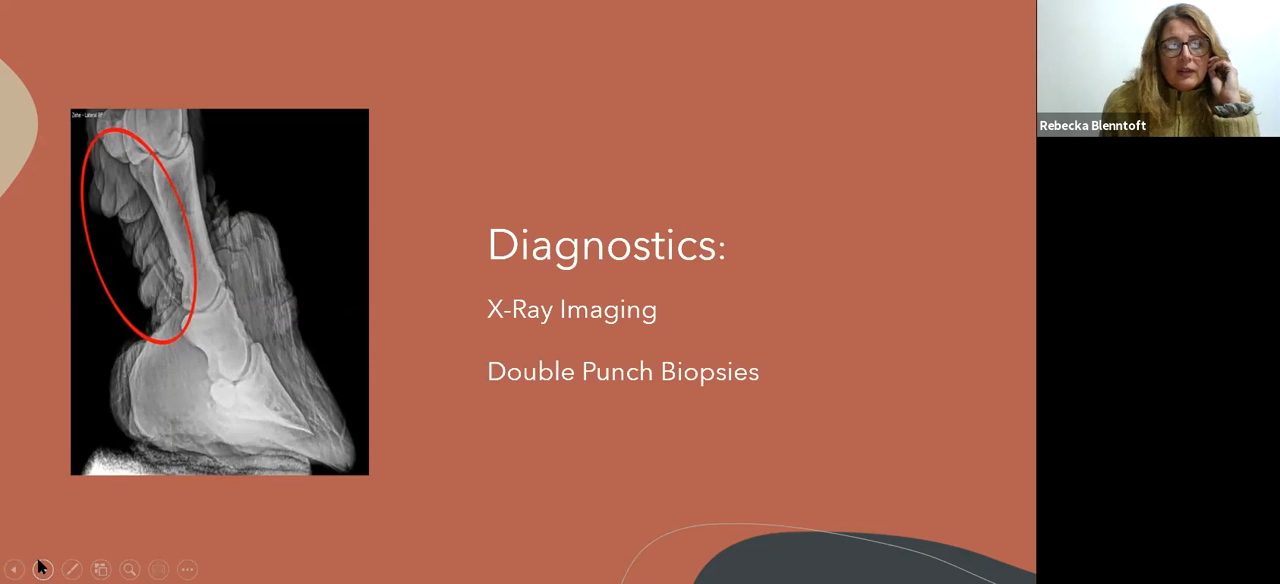 Diagnostics:
X-Ray Imaging
Double Punch Biopsies
Rebecka Blenntoft